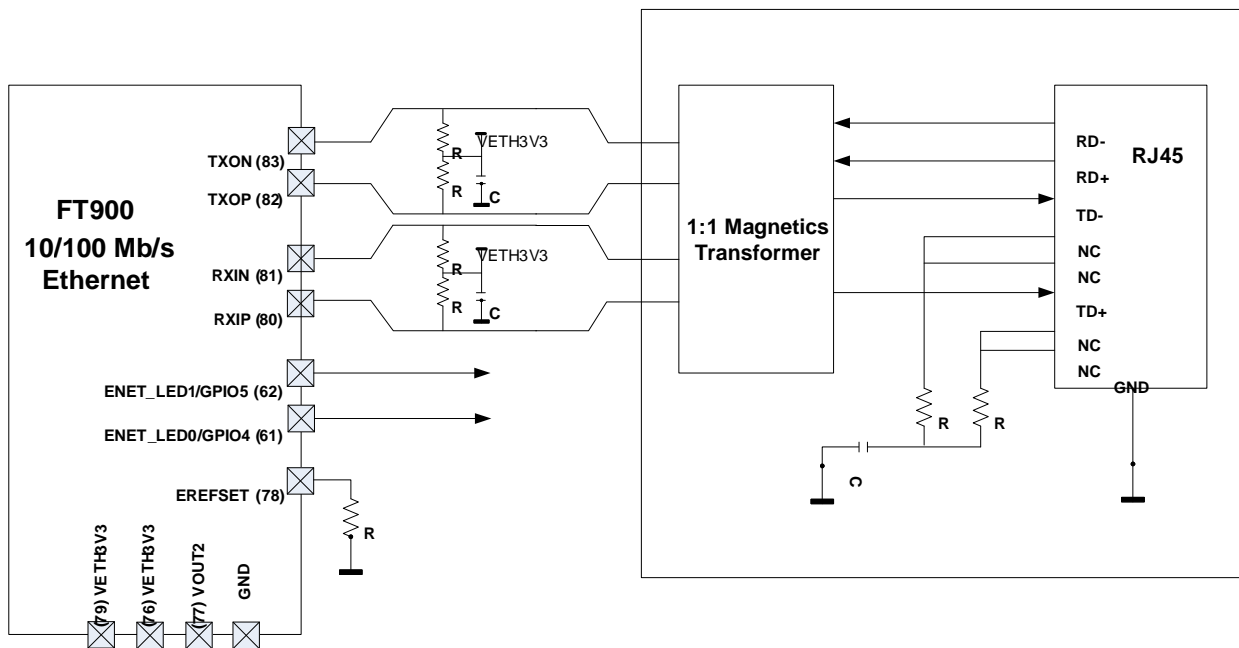 FT900
10/100 Mb/s
Ethernet
TXON (83)
TXOP (82)
RXIN (81)
RXIP (80)
ENET_LED1/GPIO5 (62)
ENET_LED0/GPIO4 (61)
EREFSET (78)
(79) VETH3V3
(76) VETH3V3
(77) VOUT2
GND
R
VETH3V3
R
C
R
VETH3V3
R
C
R
1:1 Magnetics
Transformer
RJ45
RD-
RD+
TD-
NC
NC
TD+
NC
NC
GND
R
R
C